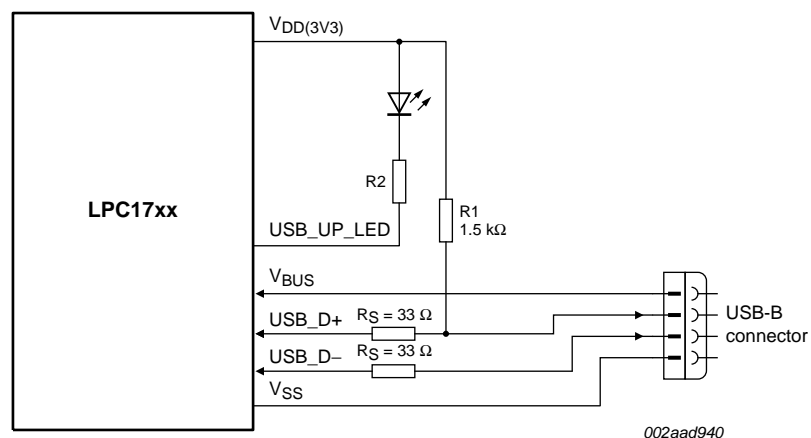 VDD(3V3)
R2
LPC17xx
R1
1.5 kΩ
USB_UP_LED
VBUS
USB_D+
RS = 33 Ω
USB-B
connector
USB_D−
RS = 33 Ω
VSS
002aad940